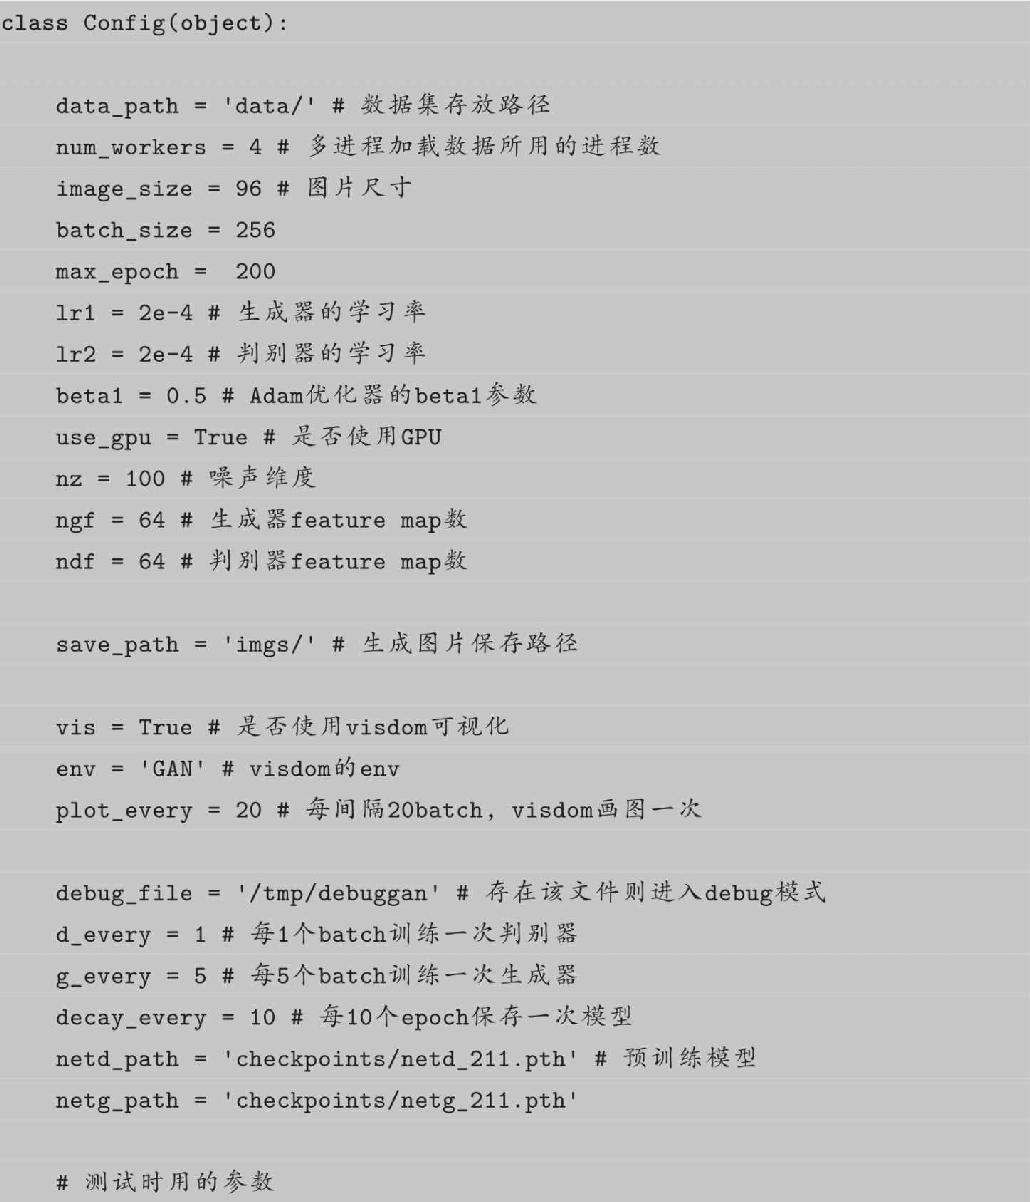 class Config(object):
data_path = 'data/' # 数据集存放路径
num_workers = 4 # 多进程加载数据所用的进程数
image_size = 96 # 图片尺寸
batch_size = 256
max_epoch =  200
lr1 = 2e-4 # 生成器的学习率
lr2 = 2e-4 # 判别器的学习率
beta1 = 0.5 # Adam优化器的beta1参数
use_gpu = True # 是否使用GPU
nz = 100 # 噪声维度
ngf = 64 # 生成器feature map数
ndf = 64 # 判别器feature map数
save_path = 'imgs/' # 生成图片保存路径
vis = True # 是否使用visdom可视化
env = 'GAN' # visdom的env
plot_every = 20 # 每间隔20batch, visdom画图一次
debug_file = '/tmp/debuggan' # 存在该文件则进入debug模式
d_every = 1 # 每1个batch训练一次判别器
g_every = 5 # 每5个batch训练一次生成器
decay_every = 10 # 每10个epoch保存一次模型
netd_path = 'checkpoints/netd_211.pth' # 预训练模型
netg_path = 'checkpoints/netg_211.pth'
# 测试时用的参数